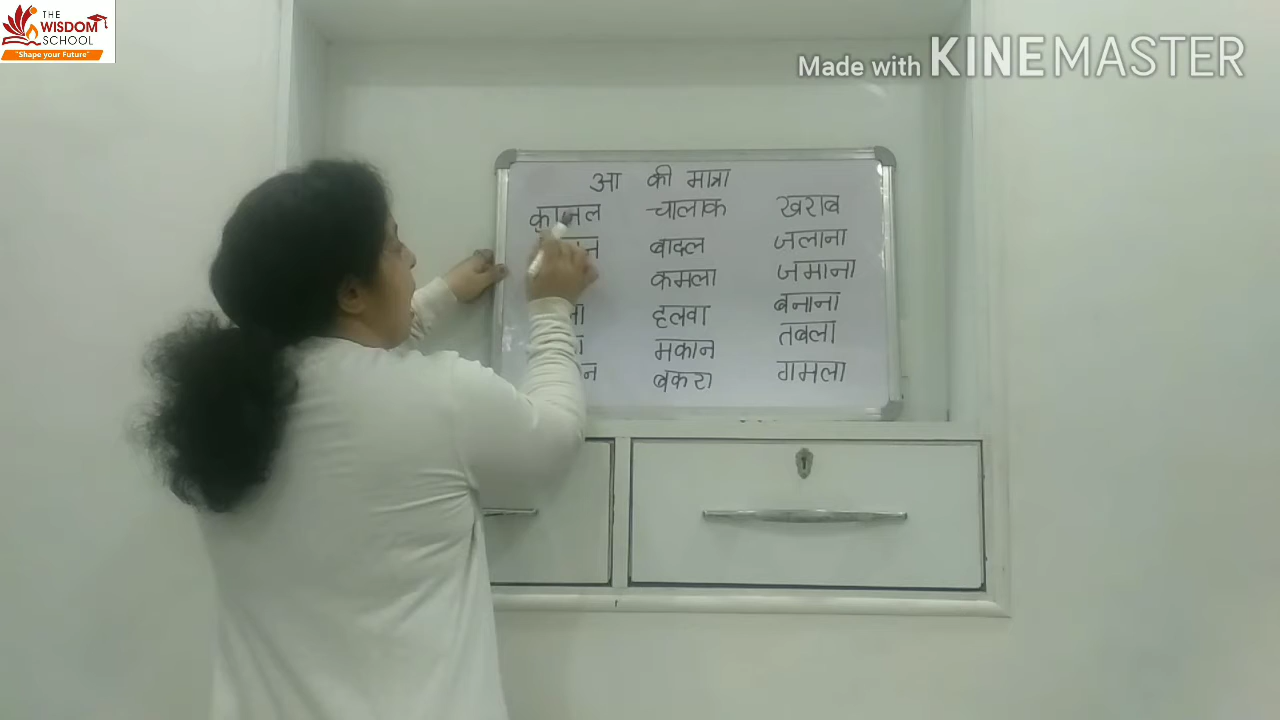 THE
WISDOM
SCHOOL
"Shape your Future"
Made with KINEMASTER
आ की मात्रा
काजल चालाक खराब
बादल जलाना
कमला जमाना
हलवा बनाना
मकान तबला
बकरा गमला